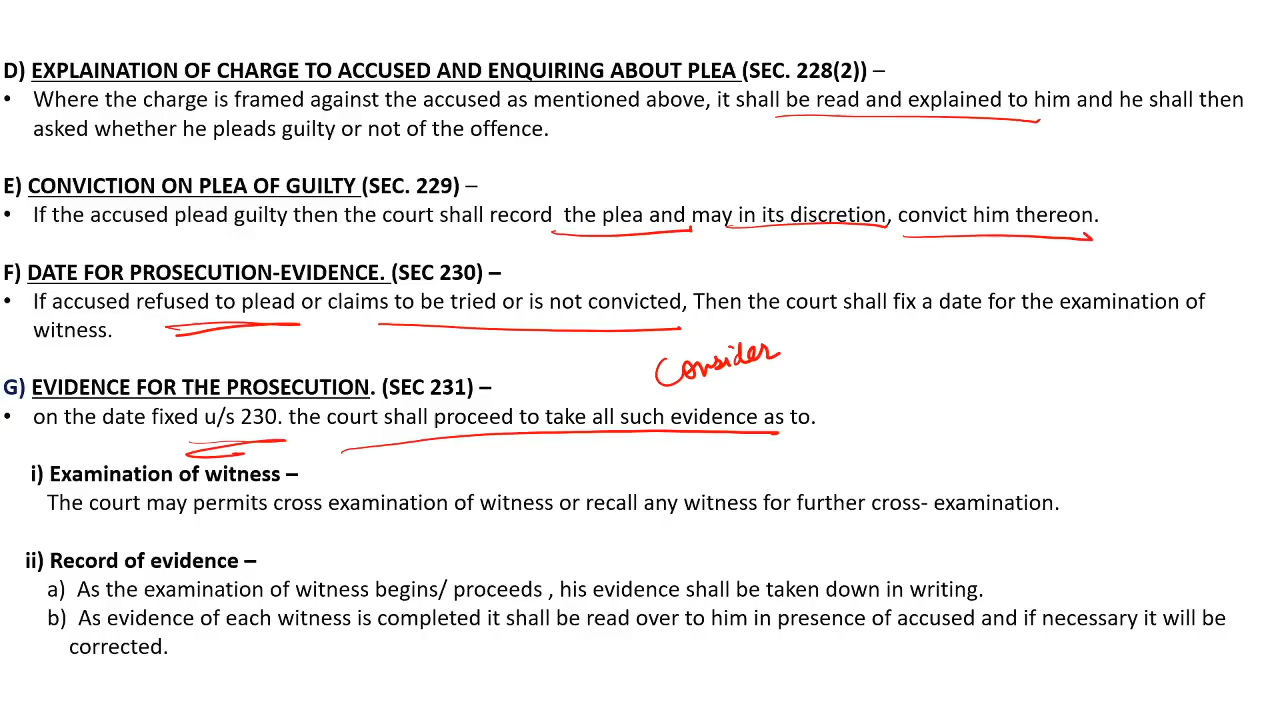 D) EXPLAINATION OF CHARGE TO ACCUSED AND ENQUIRING ABOUT PLEA (SEC. 228(2)) –
• Where the charge is framed against the accused as mentioned above, it shall be read and explained to him and he shall then
asked whether he pleads guilty or not of the offence.
E) CONVICTION ON PLEA OF GUILTY (SEC. 229) –
• If the accused plead guilty then the court shall record the plea and may in its discretion, convict him thereon.
F) DATE FOR PROSECUTION-EVIDENCE. (SEC 230) –
• If accused refused to plead or claims to be tried or is not convicted, Then the court shall fix a date for the examination of
witness.
Consider
G) EVIDENCE FOR THE PROSECUTION. (SEC 231) –
• on the date fixed u/s 230. the court shall proceed to take all such evidence as to.
i) Examination of witness –
The court may permits cross examination of witness or recall any witness for further cross- examination.
ii) Record of evidence –
a) As the examination of witness begins/ proceeds , his evidence shall be taken down in writing.
b) As evidence of each witness is completed it shall be read over to him in presence of accused and if necessary it will be
corrected.